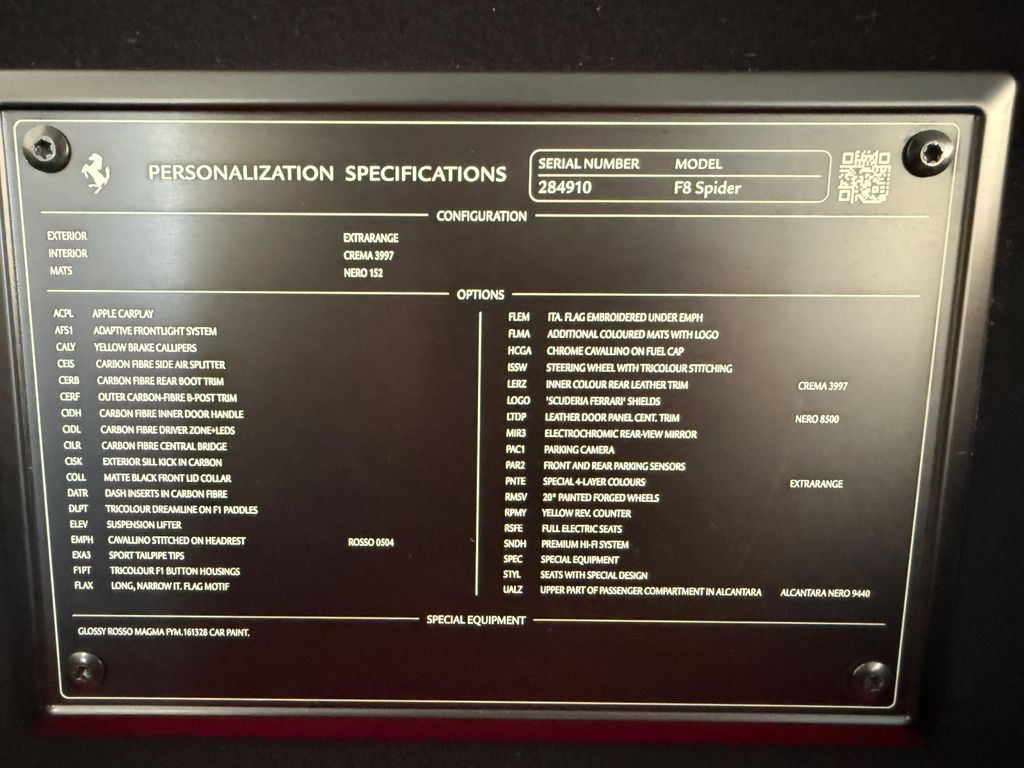 PERSONALIZATION SPECIFICATIONS
SERIAL NUMBER MODEL
284910 F8 Spider
CONFIGURATION
EXTERIOR EXTRARANGE
INTERIOR CREMA 3997
MATS NERO 152
OPTIONS
ACPL APPLE CARPLAY
AFS1 ADAPTIVE FRONTLIGHT SYSTEM
CALY YELLOW BRAKE CALLIPERS
CEIS CARBON FIBRE SIDE AIR SPLITTER
CERB CARBON FIBRE REAR BOOT TRIM
CERF OUTER CARBON-FIBRE B-POST TRIM
CIDH CARBON FIBRE INNER DOOR HANDLE
CIDL CARBON FIBRE DRIVER ZONE+LEDS
CILR CARBON FIBRE CENTRAL BRIDGE
CISK EXTERIOR SILL KICK IN CARBON
COLL MATTE BLACK FRONT LID COLLAR
DATR DASH INSERTS IN CARBON FIBRE
DLPT TRICOLOUR DREAMLINE ON F1 PADDLES
ELEV SUSPENSION LIFTER
EMPH CAVALLINO STITCHED ON HEADREST ROSSO 0504
EXA3 SPORT TAILPIPE TIPS
F1PT TRICOLOUR F1 BUTTON HOUSINGS
FLAX LONG, NARROW IT. FLAG MOTIF
FLEM ITA. FLAG EMBROIDERED UNDER EMPH
FLMA ADDITIONAL COLOURED MATS WITH LOGO
HCGA CHROME CAVALLINO ON FUEL CAP
ISSW STEERING WHEEL WITH TRICOLOUR STITCHING
LERZ INNER COLOUR REAR LEATHER TRIM CREMA 3997
LOGO 'SCUDERIA FERRARI' SHIELDS
LTDP LEATHER DOOR PANEL CENT. TRIM NERO 8500
MIR3 ELECTROCHROMIC REAR-VIEW MIRROR
PAC1 PARKING CAMERA
PAR2 FRONT AND REAR PARKING SENSORS
PNTE SPECIAL 4-LAYER COLOURS EXTRARANGE
RMSV 20" PAINTED FORGED WHEELS
RPMY YELLOW REV. COUNTER
RSFE FULL ELECTRIC SEATS
SNDH PREMIUM HI-FI SYSTEM
SPEC SPECIAL EQUIPMENT
STYL SEATS WITH SPECIAL DESIGN
UALZ UPPER PART OF PASSENGER COMPARTMENT IN ALCANTARA ALCANTARA NERO 9440
SPECIAL EQUIPMENT
GLOSSY ROSSO MAGMA FYM.161328 CAR PAINT.